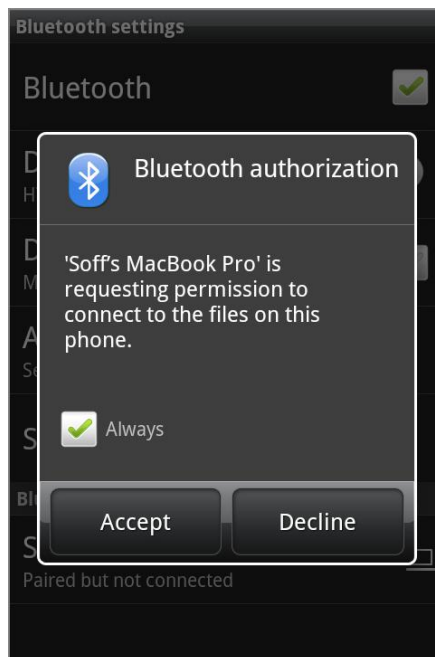 Bluetooth settings
Bluetooth
Bluetooth authorization
'Soff's MacBook Pro' is
requesting permission to
connect to the files on this
phone.
Always
Accept
Decline
Paired but not connected